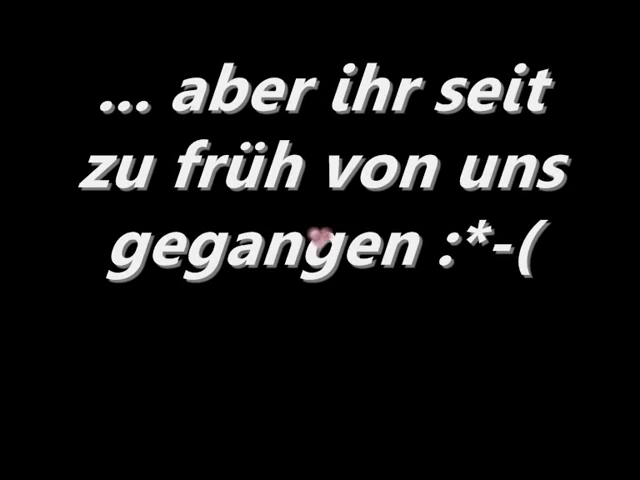 ... aber ihr seit
zu früh von uns
gegangen :*-(